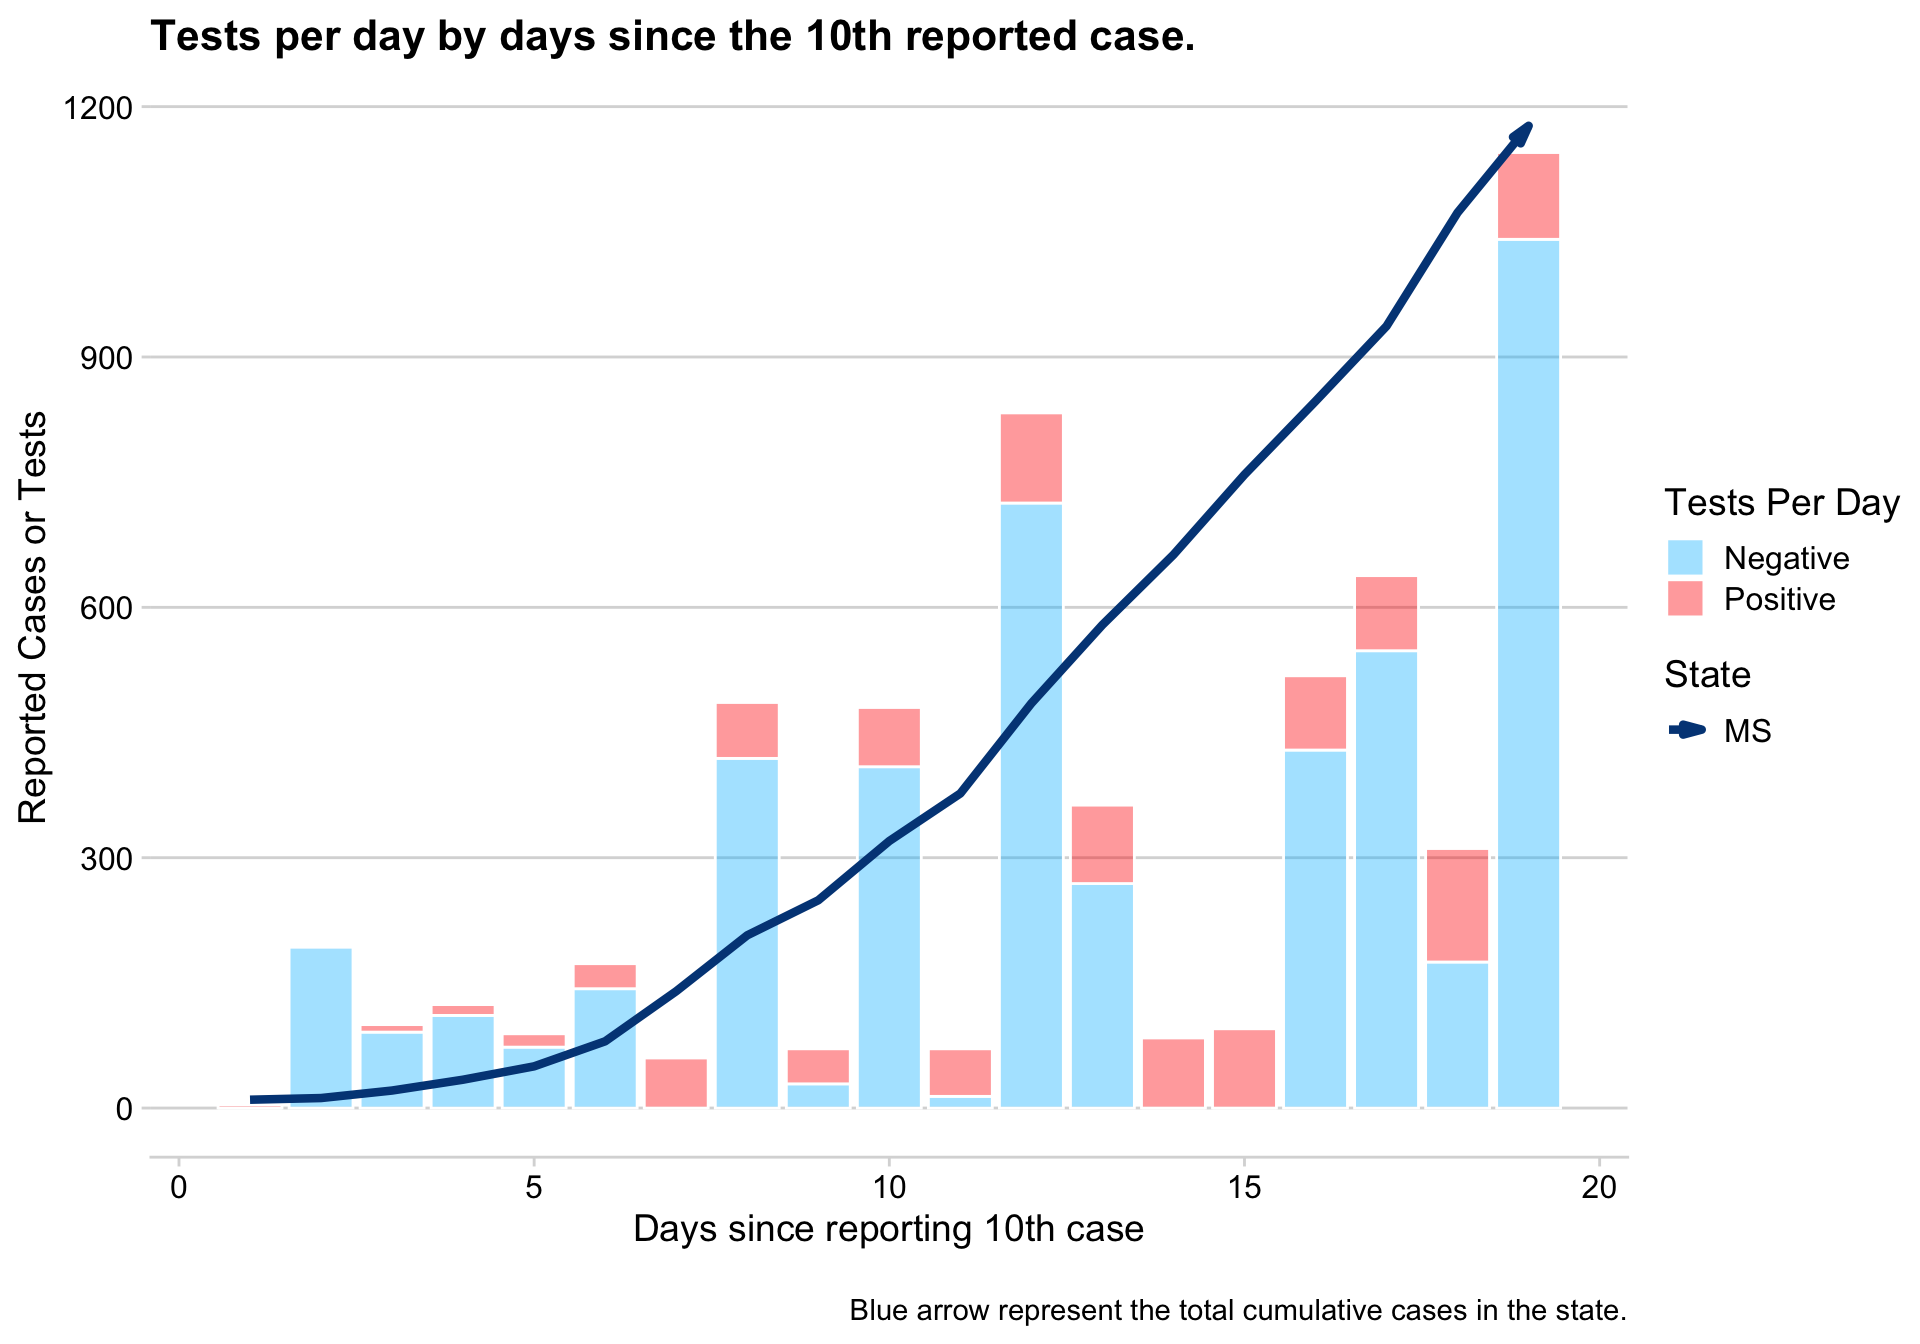 Tests per day by days since the 10th reported case.
1200
900
600
300
0
Reported Cases or Tests
0 5 10 15 20
Days since reporting 10th case
Tests Per Day
Negative
Positive
State
MS
Blue arrow represent the total cumulative cases in the state.